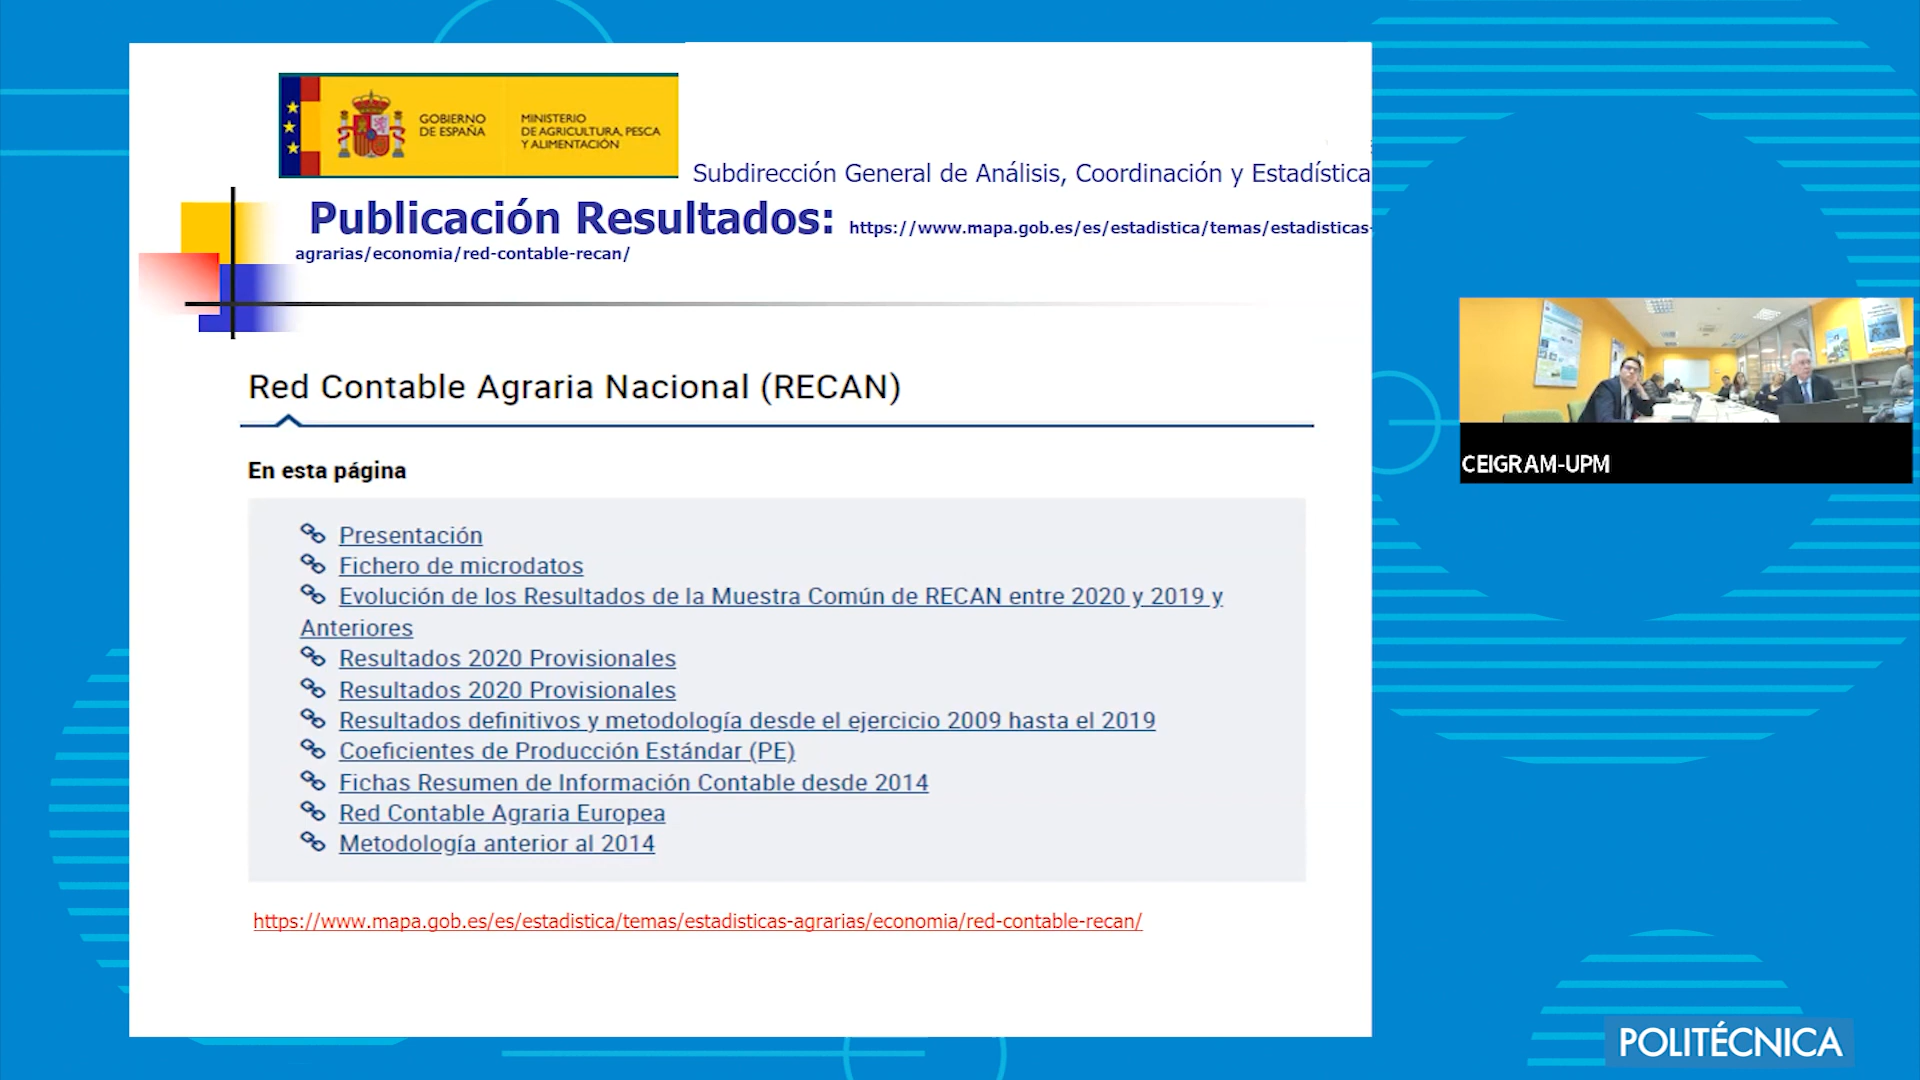 GOBIERNO
DE ESPAÑA
MINISTERIO
DE AGRICULTURA, PESCA
Y ALIMENTACIÓN
Subdirección General de Análisis, Coordinación y Estadística
Publicación Resultados: https://www.mapa.gob.es/es/estadistica/temas/estadisticas-
agrarias/economia/red-contable-recan/
Red Contable Agraria Nacional (RECAN)
En esta página
Presentación
Fichero de microdatos
Evolución de los Resultados de la Muestra Común de RECAN entre 2020 y 2019 y
Anteriores
Resultados 2020 Provisionales
Resultados 2020 Provisionales
Resultados definitivos y metodología desde el ejercicio 2009 hasta el 2019
Coeficientes de Producción Estándar (PE)
Fichas Resumen de Información Contable desde 2014
Red Contable Agraria Europea
Metodología anterior al 2014
https://www.mapa.gob.es/es/estadistica/temas/estadisticas-agrarias/economia/red-contable-recan/
CEIGRAM-UPM
POLITÉCNICA